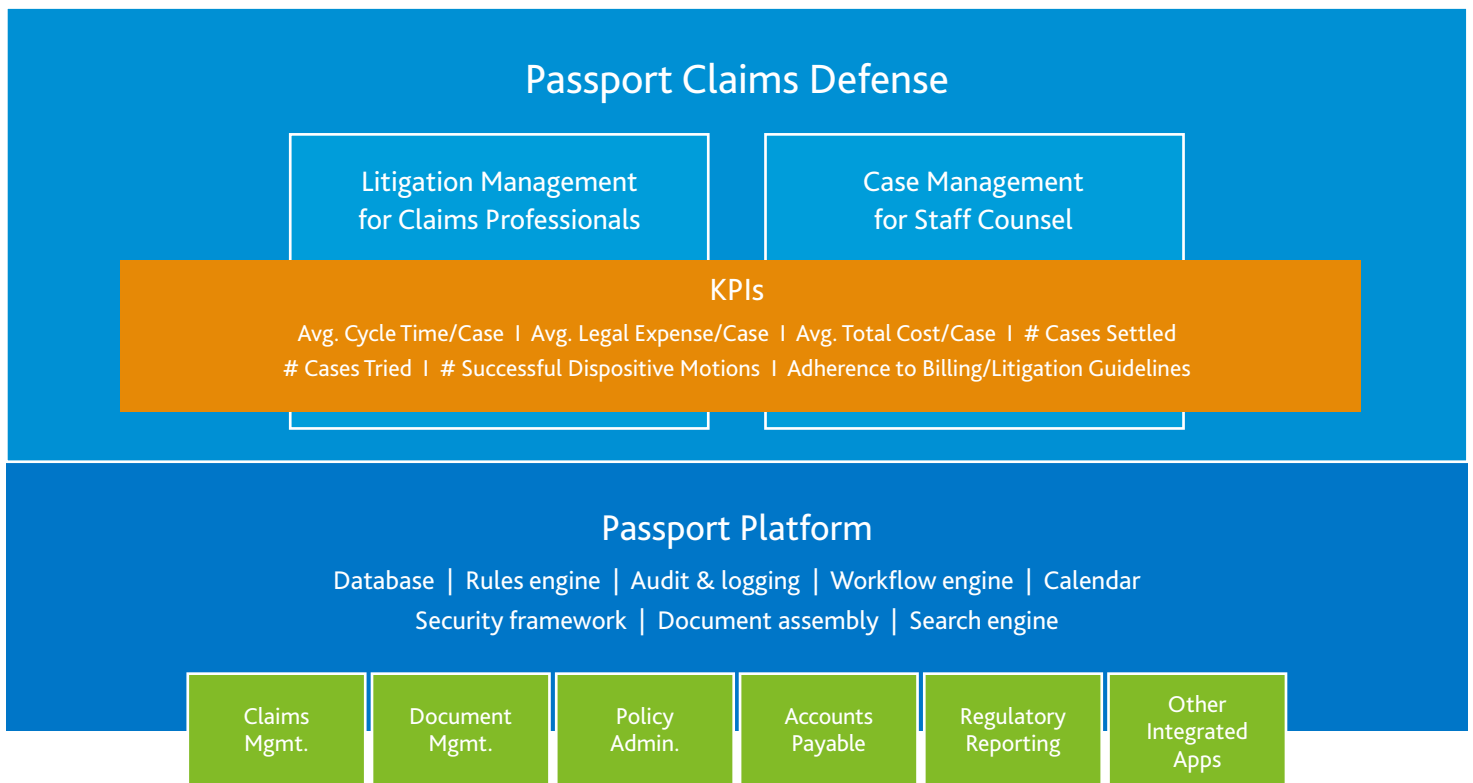 Passport Claims Defense
Litigation Management
for Claims Professionals
Case Management
for Staff Counsel
KPIs
Avg. Cycle Time/Case I Avg. Legal Expense/Case I Avg. Total Cost/Case I # Cases Settled
# Cases Tried I # Successful Dispositive Motions I Adherence to Billing/Litigation Guidelines
Passport Platform
Database | Rules engine | Audit & logging | Workflow engine | Calendar
Security framework | Document assembly | Search engine
Claims
Mgmt.
Document
Mgmt.
Policy
Admin.
Accounts
Payable
Regulatory
Reporting
Other
Integrated
Apps